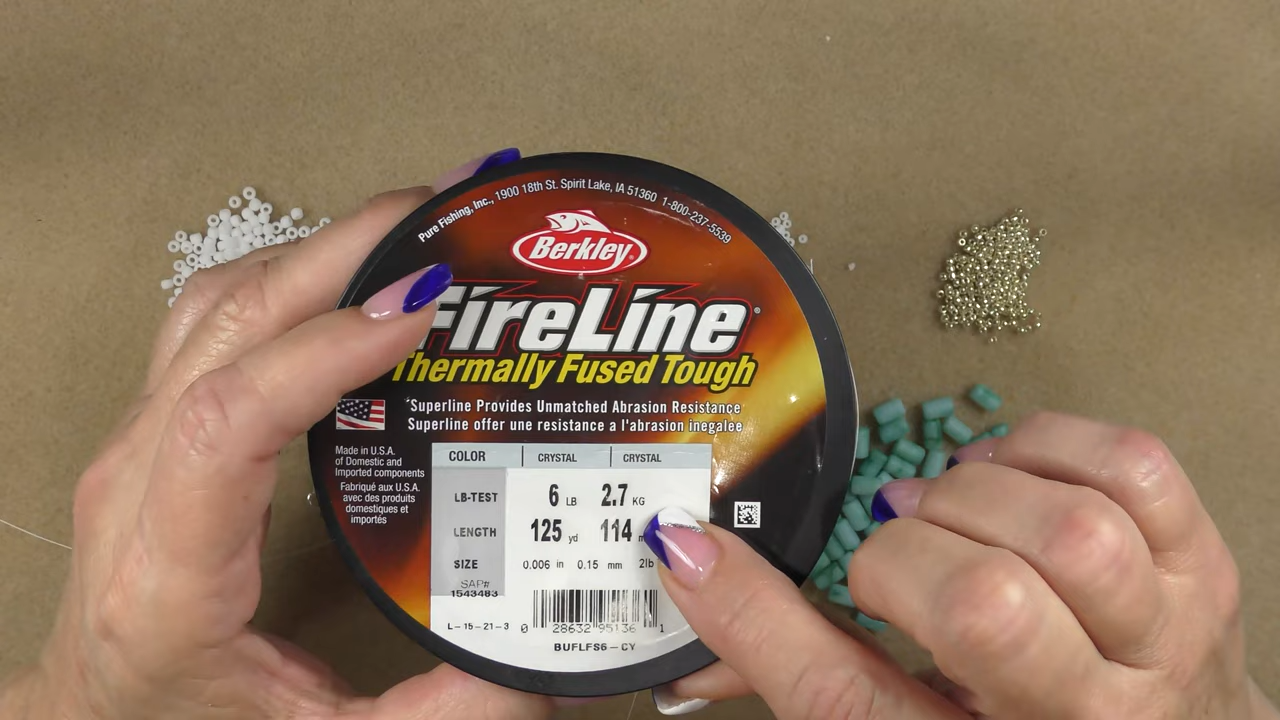 Pure Fishing, Inc., 1900 18th St. Spirit Lake, IA 51360 1-800-237-5539
Berkley®
FireLine®
Thermally Fused Tough
*Superline Provides Unmatched Abrasion Resistance
Superline offer une resistance a l'abrasion inegalee
Made in U.S.A.
of Domestic and
Imported components
Fabriqué aux U.S.A.
avec des produits
domestiques et
importés
COLOR CRYSTAL CRYSTAL
LB-TEST 6 LB 2.7 KG
LENGTH 125 yd 114
SIZE 0.006 in 0.15 mm 2lb
SAP#
1543483
L-15-21-3 0 28632 95136 1
BUFLFS6-CY